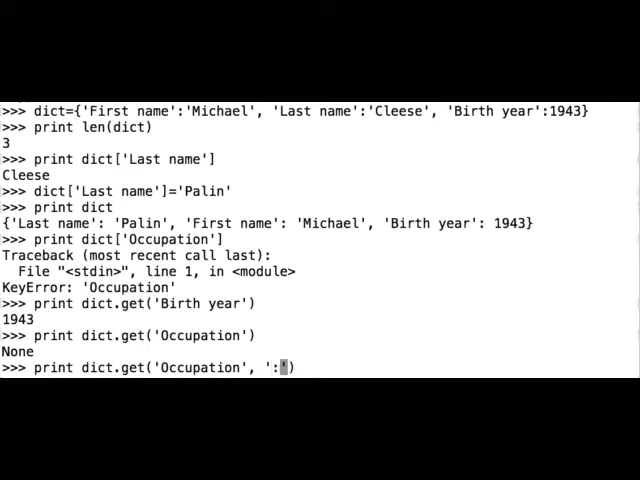 >>> dict={'First name':'Michael', 'Last name':'Cleese', 'Birth year':1943}
>>> print len(dict)
3
>>> print dict['Last name']
Cleese
>>> dict['Last name']='Palin'
>>> print dict
{'Last name': 'Palin', 'First name': 'Michael', 'Birth year': 1943}
>>> print dict['Occupation']
Traceback (most recent call last):
  File "<stdin>", line 1, in <module>
KeyError: 'Occupation'
>>> print dict.get('Birth year')
1943
>>> print dict.get('Occupation')
None
>>> print dict.get('Occupation', ':')